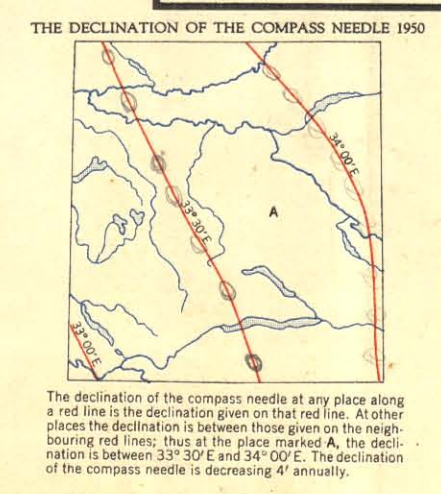 THE DECLINATION OF THE COMPASS NEEDLE 1950
34° 00' E
33° 30' E
A
33° 00' E
The declination of the compass needle at any place along
a red line is the declination given on that red line. At other
places the declination is between those given on the neigh-
bouring red lines; thus at the place marked A, the decli-
nation is between 33° 30' E and 34° 00' E. The declination
of the compass needle is decreasing 4' annually.